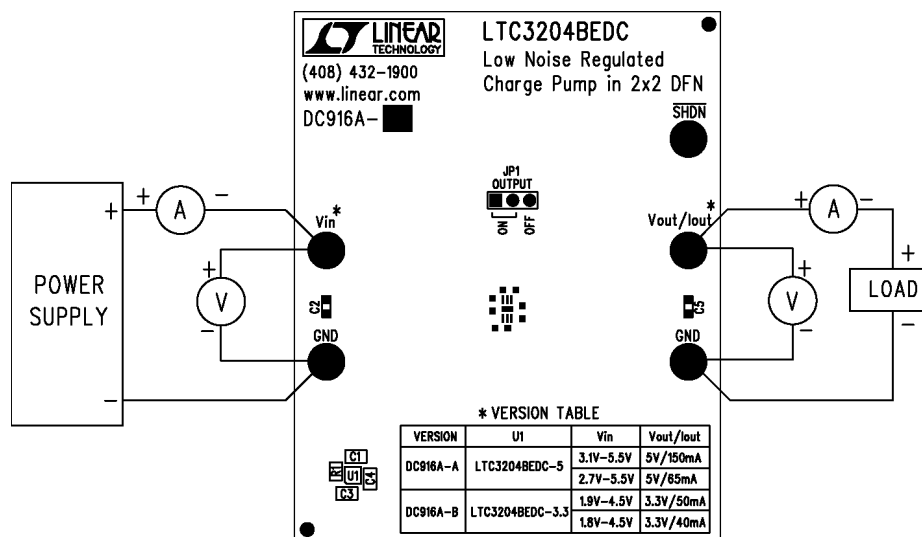 LINEAR
TECHNOLOGY
(408) 432-1900
www.linear.com
DC916A-
LTC3204BEDC
Low Noise Regulated
Charge Pump in 2x2 DFN
SHDN
JP1
OUTPUT
ON
OFF
+ A -
+
POWER
SUPPLY
-
Vin*
+
V
-
C2
GND
Vout/Iout*
+ A -
+
V
-
C5
GND
+
LOAD
-
* VERSION TABLE
VERSION U1 Vin Vout/Iout
DC916A-A LTC3204BEDC-5 3.1V-5.5V 5V/150mA
2.7V-5.5V 5V/65mA
DC916A-B LTC3204BEDC-3.3 1.9V-4.5V 3.3V/50mA
1.8V-4.5V 3.3V/40mA
C1
R1 U1 C4
C3